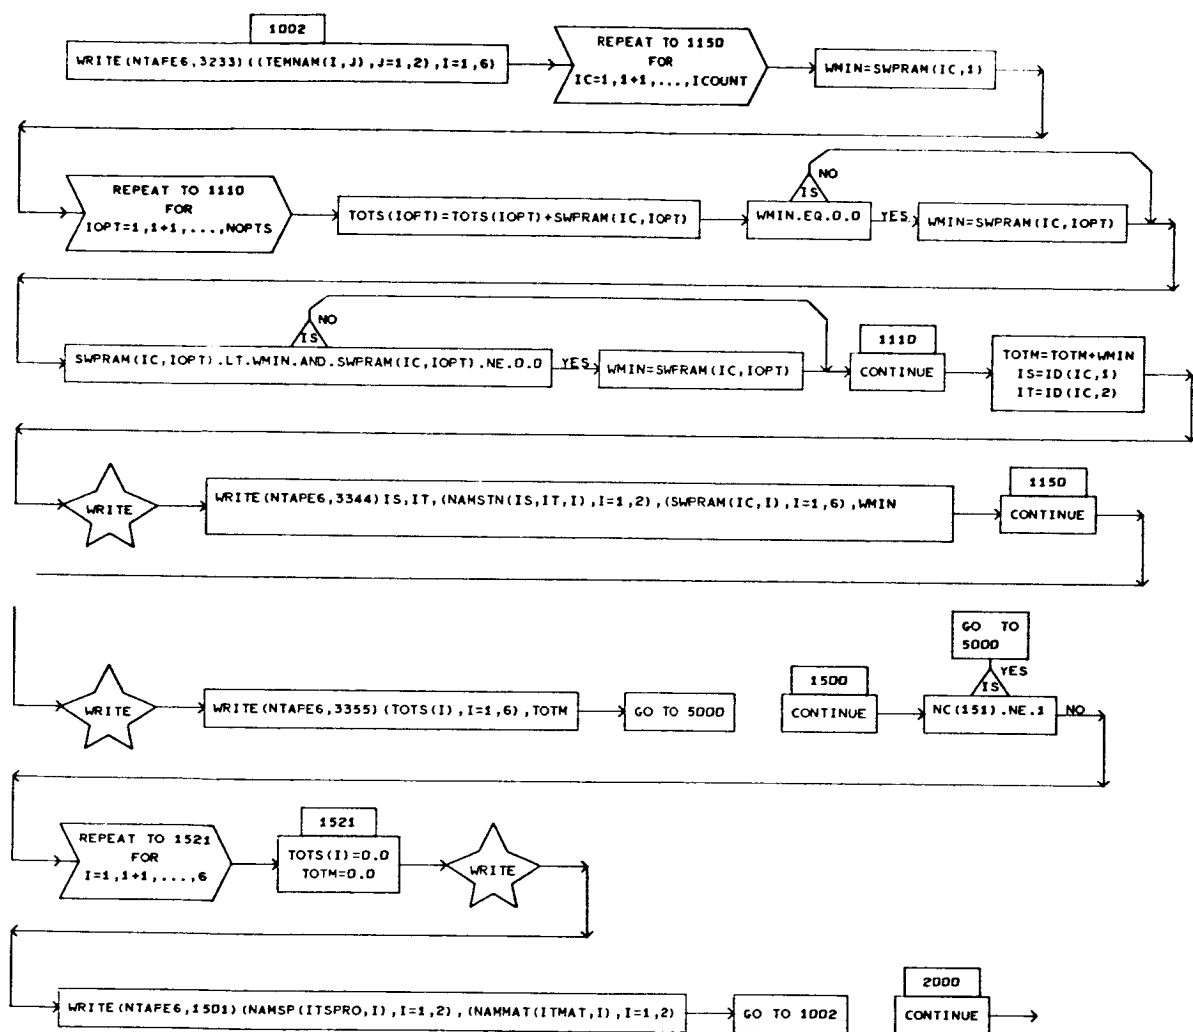 1002
WRITE(NTAPE6,3233)((TEMNAM(I,J),J=1,2),I=1,6)
REPEAT TO 1150
FOR
IC=1,1+1,...,ICOUNT
WMIN=SWPRAM(IC,1)
REPEAT TO 1110
FOR
IOPT=1,1+1,...,NOPTS
TOTS(IOPT)=TOTS(IOPT)+SWPRAM(IC,IOPT)
NO
IS
WMIN.EQ.0.0
YES
WMIN=SWPRAM(IC,IOPT)
NO
IS
SWPRAM(IC,IOPT).LT.WMIN.AND.SWPRAM(IC,IOPT).NE.0.0
YES
WMIN=SWPRAM(IC,IOPT)
1110
CONTINUE
TOTM=TOTM+WMIN
IS=ID(IC,1)
IT=ID(IC,2)
WRITE
WRITE(NTAPE6,3344)IS,IT,(NAMSTN(IS,IT,I),I=1,2),(SWPRAM(IC,I),I=1,6),WMIN
1150
CONTINUE
WRITE
WRITE(NTAPE6,3355)(TOTS(I),I=1,6),TOTM
GO TO 5000
1500
CONTINUE
GO TO
5000
YES
IS
NC(151).NE.1
NO
REPEAT TO 1521
FOR
I=1,1+1,...,6
1521
TOTS(I)=0.0
TOTM=0.0
WRITE
WRITE(NTAPE6,1501)(NAMSP(ITSPRO,I),I=1,2),(NAMMAT(ITMAT,I),I=1,2)
GO TO 1002
2000
CONTINUE